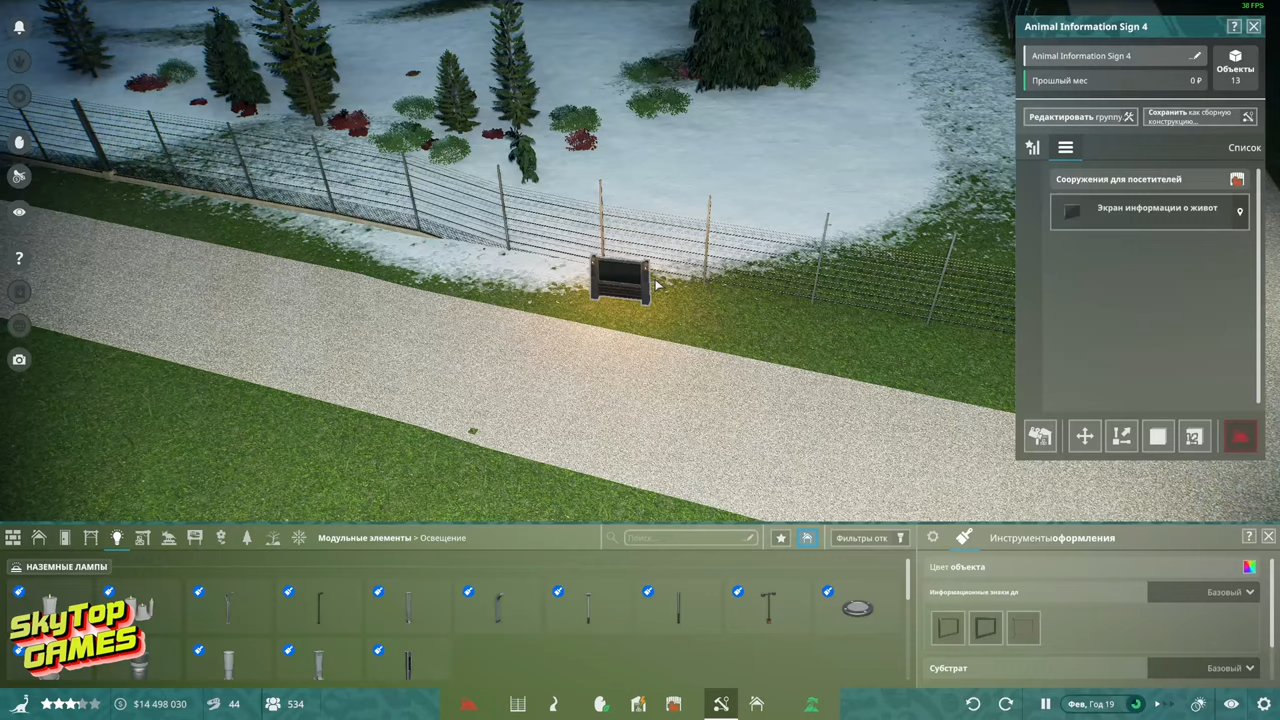 38 FPS
Animal Information Sign 4
?
Animal Information Sign 4
Прошлый мес
0 ₽
Объекты
13
Редактировать группу
Сохранить как сборную
конструкцию...
Список
Сооружения для посетителей
Экран информации о живот
?
12
Модульные элементы > Освещение
Поиск...
Фильтры отк
Инструменты оформления
?
НАЗЕМНЫЕ ЛАМПЫ
Цвет объекта
Информационные знаки дл
Базовый
Субстрат
Базовый
SKYTOP
GAMES
$14 498 030
44
534
Фев, Год 19